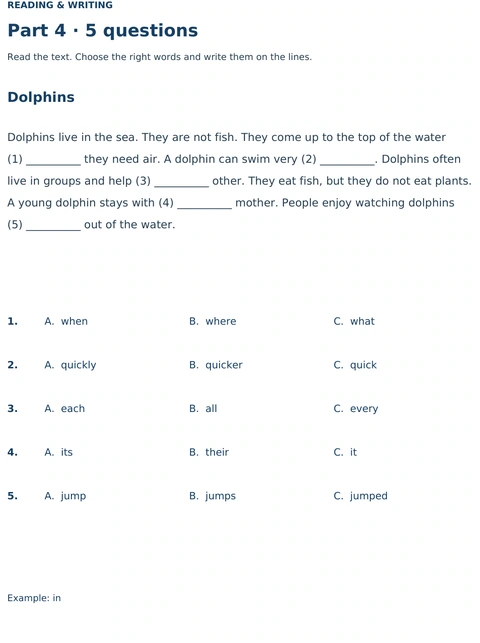 READING & WRITING
Part 4 · 5 questions
Read the text. Choose the right words and write them on the lines.
Dolphins
Dolphins live in the sea. They are not fish. They come up to the top of the water
(1) __________ they need air. A dolphin can swim very (2) __________. Dolphins often
live in groups and help (3) __________ other. They eat fish, but they do not eat plants.
A young dolphin stays with (4) __________ mother. People enjoy watching dolphins
(5) __________ out of the water.
1. A. when B. where C. what
2. A. quickly B. quicker C. quick
3. A. each B. all C. every
4. A. its B. their C. it
5. A. jump B. jumps C. jumped
Example: in